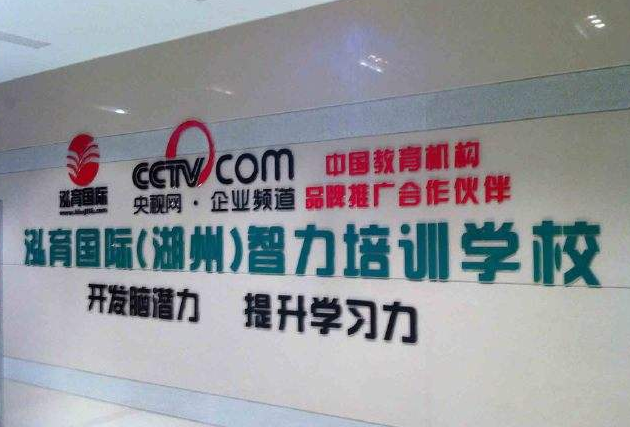 泓育国际
CCTV.com
央视网·企业频道
中国教育机构
品牌推广合作伙伴
泓育国际(湖州)智力培训学校
开发脑潜力 提升学习力